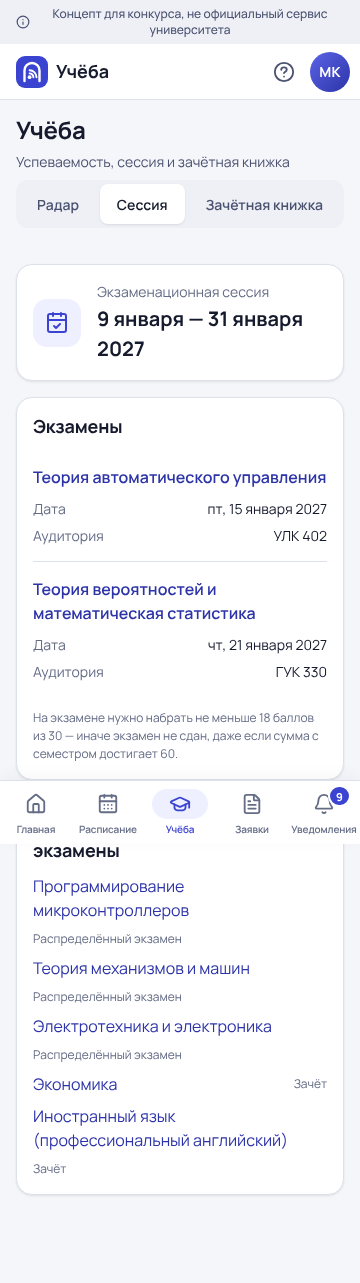 Концепт для конкурса, не официальный сервис
университета
Учёба
МК
Учёба
Успеваемость, сессия и зачётная книжка
Радар
Сессия
Зачётная книжка
Экзаменационная сессия
9 января — 31 января
2027
Экзамены
Теория автоматического управления
Дата
пт, 15 января 2027
Аудитория
УЛК 402
Теория вероятностей и
математическая статистика
Дата
чт, 21 января 2027
Аудитория
ГУК 330
На экзамене нужно набрать не меньше 18 баллов
из 30 — иначе экзамен не сдан, даже если сумма с
семестром достигает 60.
Главная
Расписание
Учёба
Заявки
Уведомления
9
экзамены
Программирование
микроконтроллеров
Распределённый экзамен
Теория механизмов и машин
Распределённый экзамен
Электротехника и электроника
Распределённый экзамен
Экономика
Зачёт
Иностранный язык
(профессиональный английский)
Зачёт